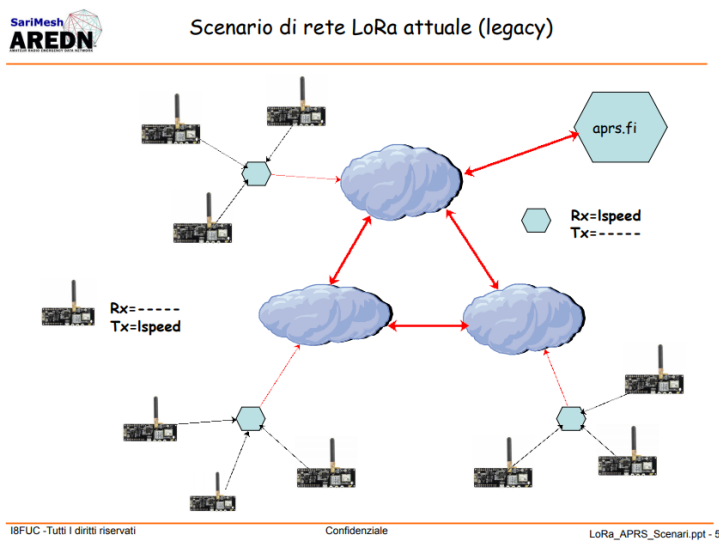 SariMesh
AREDN
AMATEUR RADIO EMERGENCY DATA NETWORK
Scenario di rete LoRa attuale (legacy)
aprs.fi
Rx=lspeed
Tx=-----
Rx=-----
Tx=lspeed
I8FUC -Tutti I diritti riservati
Confidenziale
LoRa_APRS_Scenari.ppt - 5